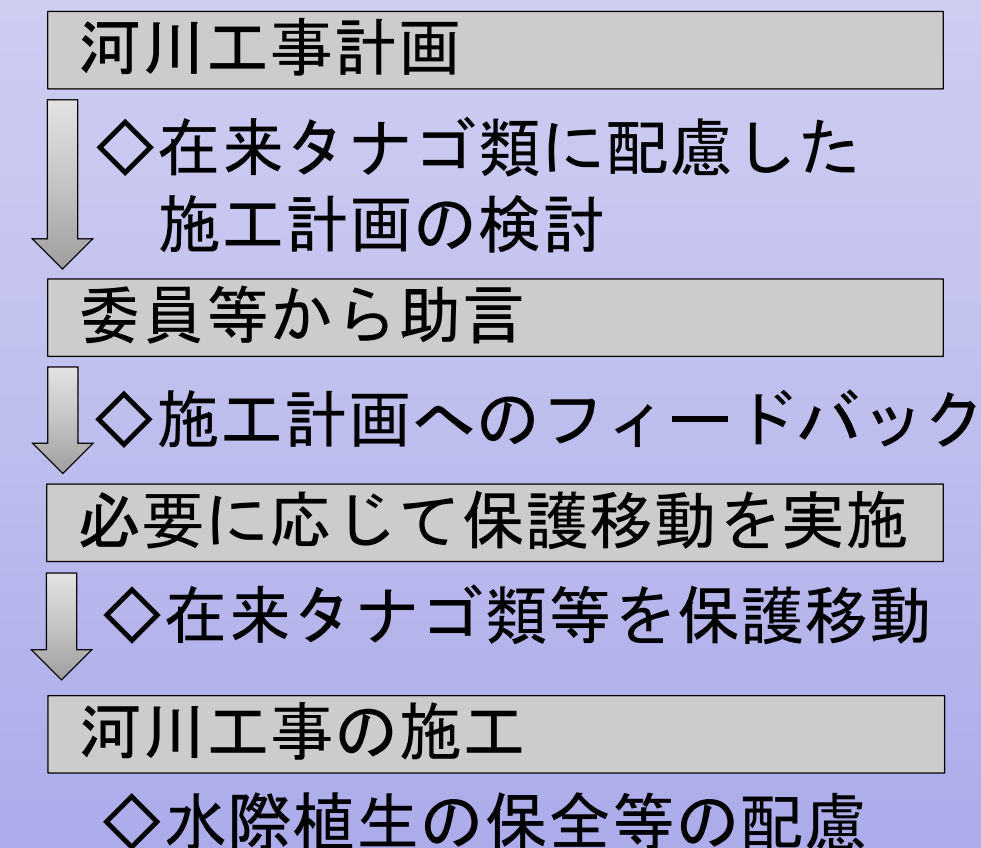 河川工事計画
◇在来タナゴ類に配慮した
施工計画の検討
委員等から助言
◇施工計画へのフィードバック
必要に応じて保護移動を実施
◇在来タナゴ類等を保護移動
河川工事の施工
◇水際植生の保全等の配慮